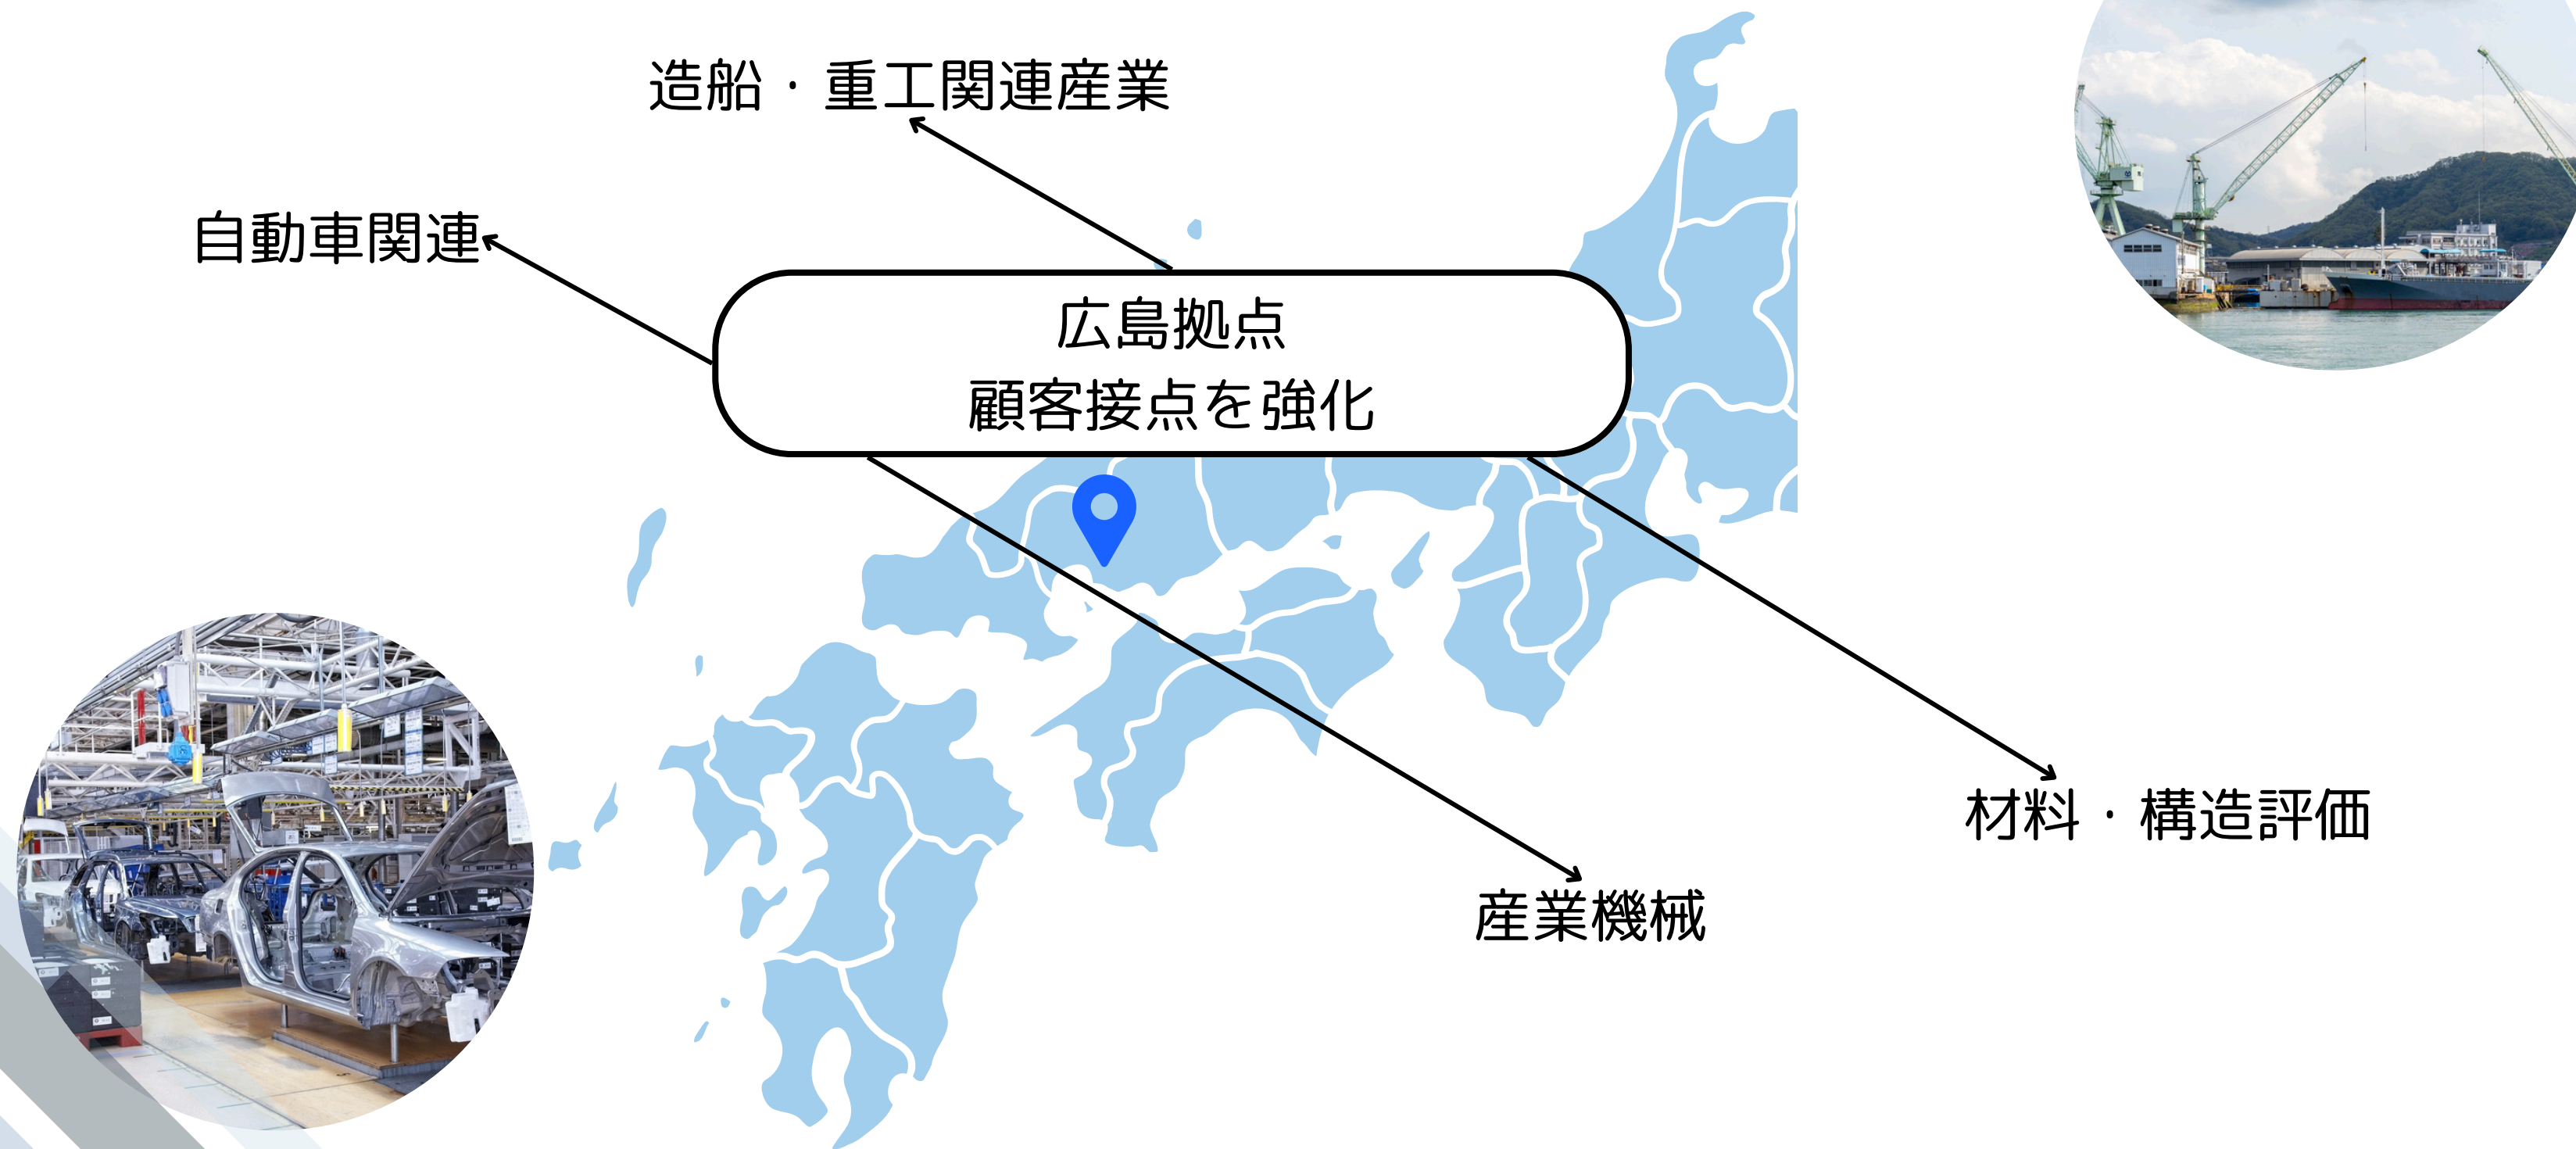 造船・重工関連産業
自動車関連
広島拠点
顧客接点を強化
材料・構造評価
産業機械